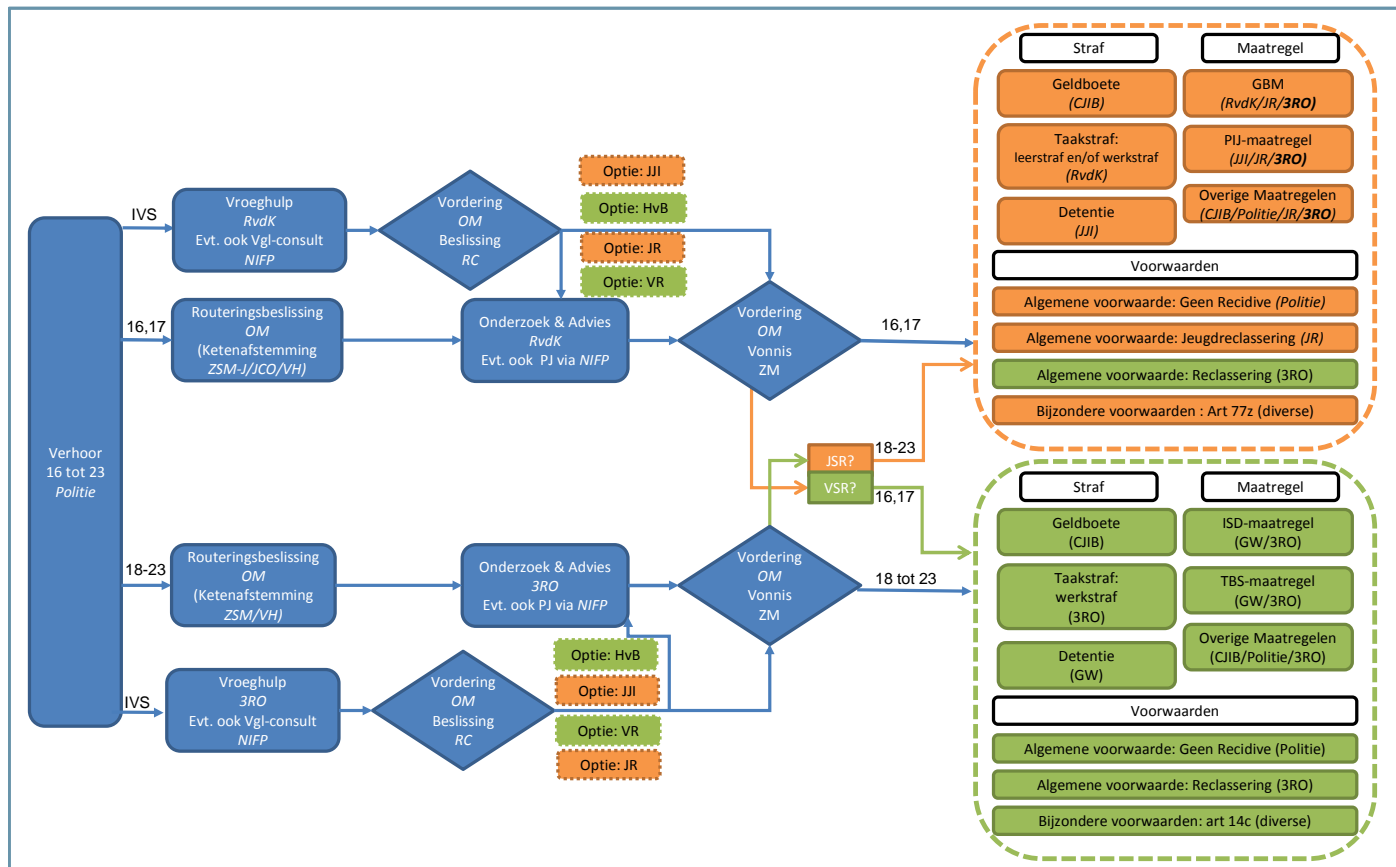 Verhoor
16 tot 23
Politie
IVS
Vroeghulp
RvdK
Evt. ook Vgl-consult
NIFP
Vordering
OM
Beslissing
RC
Optie: JJI
Optie: HvB
Optie: JR
Optie: VR
16,17
Routeringsbeslissing
OM
(Ketenafstemming
ZSM-J/JCO/VH)
Onderzoek & Advies
RvdK
Evt. ook PJ via NIFP
Vordering
OM
Vonnis
ZM
16,17
JSR?
18-23
VSR?
16,17
18-23
Routeringsbeslissing
OM
(Ketenafstemming
ZSM/VH)
Onderzoek & Advies
3RO
Evt. ook PJ via NIFP
Vordering
OM
Vonnis
ZM
18 tot 23
IVS
Vroeghulp
3RO
Evt. ook Vgl-consult
NIFP
Vordering
OM
Beslissing
RC
Optie: HvB
Optie: JJI
Optie: VR
Optie: JR
Straf
Maatregel
Geldboete
(CJIB)
GBM
(RvdK/JR/3RO)
Taakstraf:
leerstraf en/of werkstraf
(RvdK)
PIJ-maatregel
(JJI/JR/3RO)
Detentie
(JJI)
Overige Maatregelen
(CJIB/Politie/JR/3RO)
Voorwaarden
Algemene voorwaarde: Geen Recidive (Politie)
Algemene voorwaarde: Jeugdreclassering (JR)
Algemene voorwaarde: Reclassering (3RO)
Bijzondere voorwaarden : Art 77z (diverse)
Straf
Maatregel
Geldboete
(CJIB)
ISD-maatregel
(GW/3RO)
Taakstraf:
werkstraf
(3RO)
TBS-maatregel
(GW/3RO)
Detentie
(GW)
Overige Maatregelen
(CJIB/Politie/3RO)
Voorwaarden
Algemene voorwaarde: Geen Recidive (Politie)
Algemene voorwaarde: Reclassering (3RO)
Bijzondere voorwaarden: art 14c (diverse)